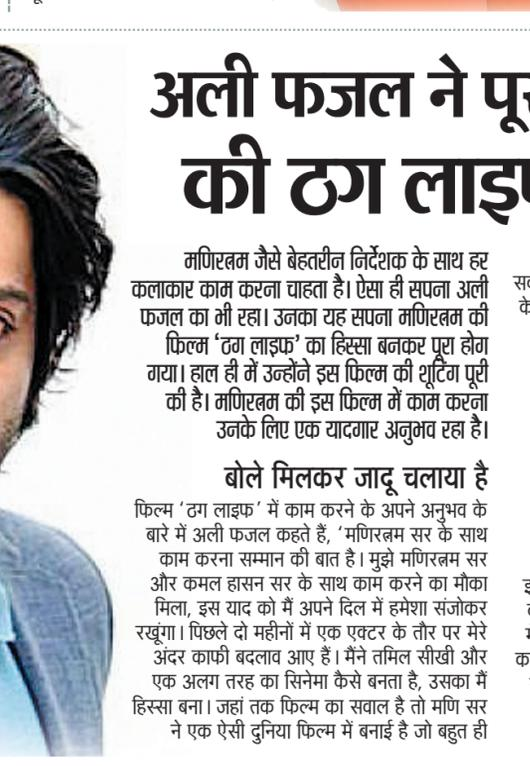 अली फजल ने
की ठग
मणिरत्नम जैसे बेहतरीन निर्देशक के साथ हर
कलाकार काम करना चाहता है। ऐसा ही सपना अली
फजल का भी रहा। उनका यह सपना मणिरत्नम की
फिल्म ‘ठग लाइफ’ का हिस्सा बनकर पूरा होग
गया। हाल ही में उन्होंने इस फिल्म की शूटिंग पूरी
की है। मणिरत्नम की इस फिल्म में काम करना
उनके लिए एक यादगार अनुभव रहा है।
बोले मिलकर जादू चलाया है
फिल्म ‘ठग लाइफ’ में काम करने के अपने अनुभव के
बारे में अली फजल कहते हैं, ‘मणिरत्नम सर के साथ
काम करना सम्मान की बात है। मुझे मणिरत्नम सर
और कमल हासन सर के साथ काम करने का मौका
मिला, इस याद को मैं अपने दिल में हमेशा संजोकर
रखूंगा। पिछले दो महीनों में एक एक्टर के तौर पर मेरे
अंदर काफी बदलाव आए हैं। मैंने तमिल सीखी और
एक अलग तरह का सिनेमा कैसे बनता है, उसका मैं
हिस्सा बना। जहां तक फिल्म का सवाल है तो मणि सर
ने एक ऐसी दुनिया फिल्म में बनाई है जो बहुत ही